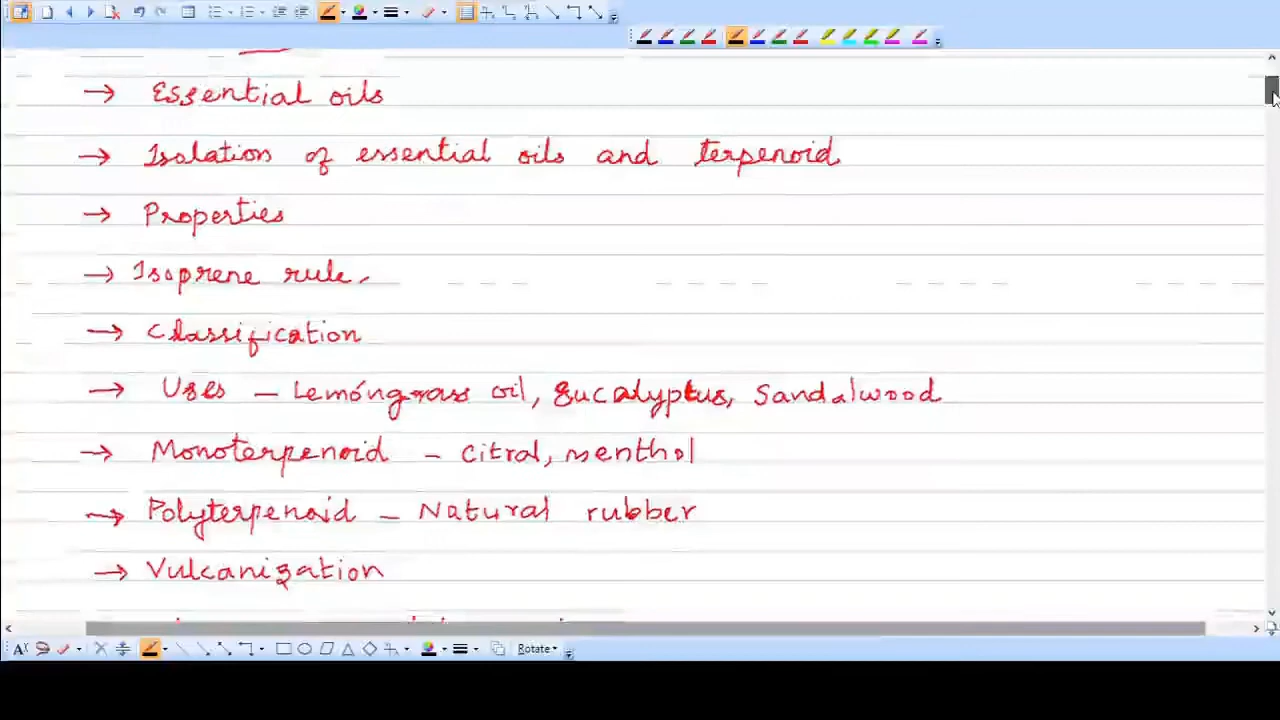 → Essential oils
→ Isolation of essential oils and terpenoid
→ Properties
→ Isoprene rule
→ Classification
→ Uses – Lemongrass oil, Eucalyptus, Sandalwood
→ Monoterpenoid – citral, menthol
→ Polyterpenoid – Natural rubber
→ Vulcanization
Rotate